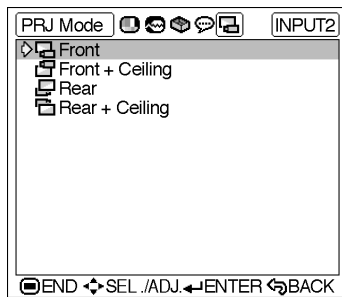 PRJ Mode INPUT2
Front
Front + Ceiling
Rear
Rear + Ceiling
END SEL./ADJ. ENTER BACK